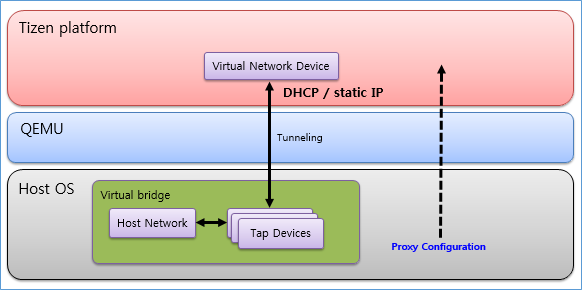 Tizen platform
Virtual Network Device
DHCP / static IP
QEMU
Tunneling
Host OS
Virtual bridge
Host Network
Tap Devices
Proxy Configuration